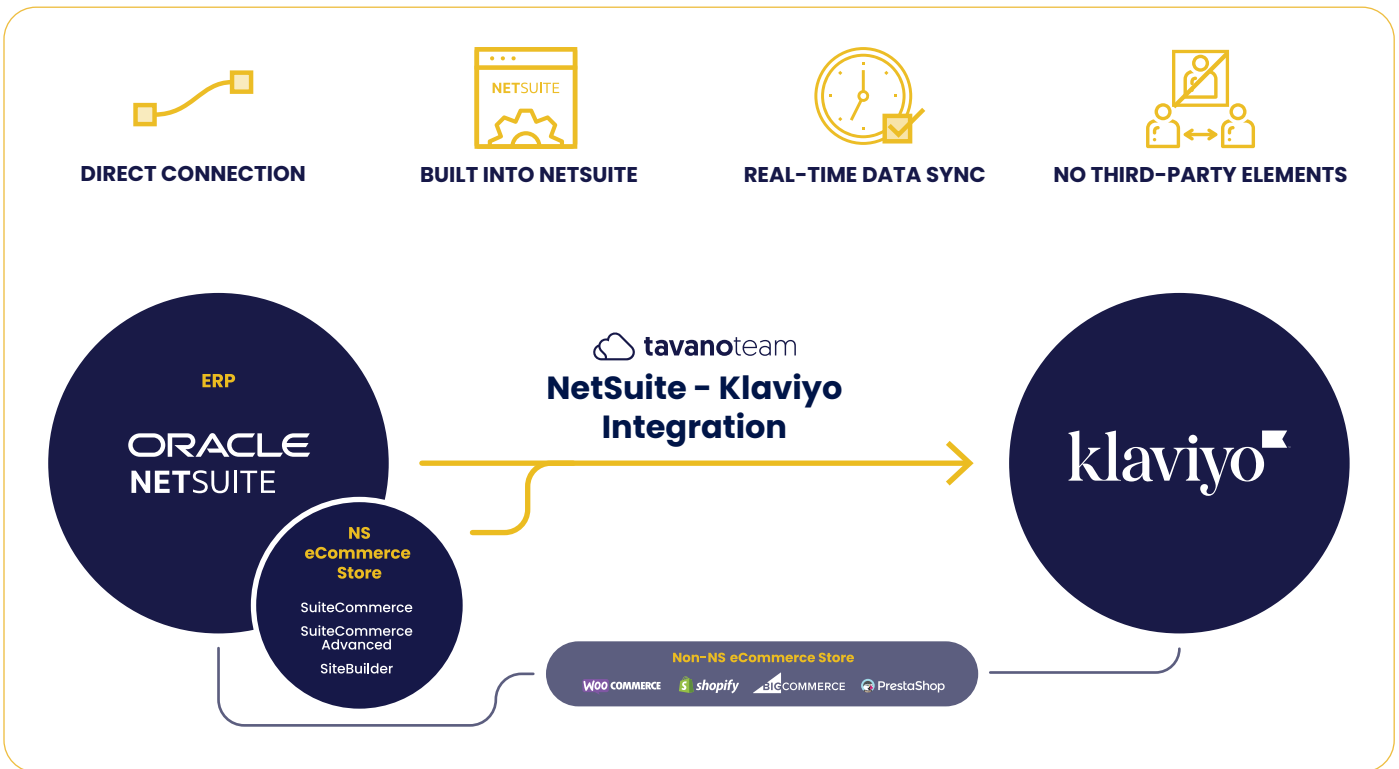 NETSUITE
DIRECT CONNECTION
BUILT INTO NETSUITE
REAL-TIME DATA SYNC
NO THIRD-PARTY ELEMENTS
tavanoteam
NetSuite - Klaviyo
Integration
ERP
ORACLE
NETSUITE
klaviyo
NS
eCommerce
Store
SuiteCommerce
SuiteCommerce
Advanced
SiteBuilder
Non-NS eCommerce Store
WOO COMMERCE
shopify
BIGCOMMERCE
PrestaShop